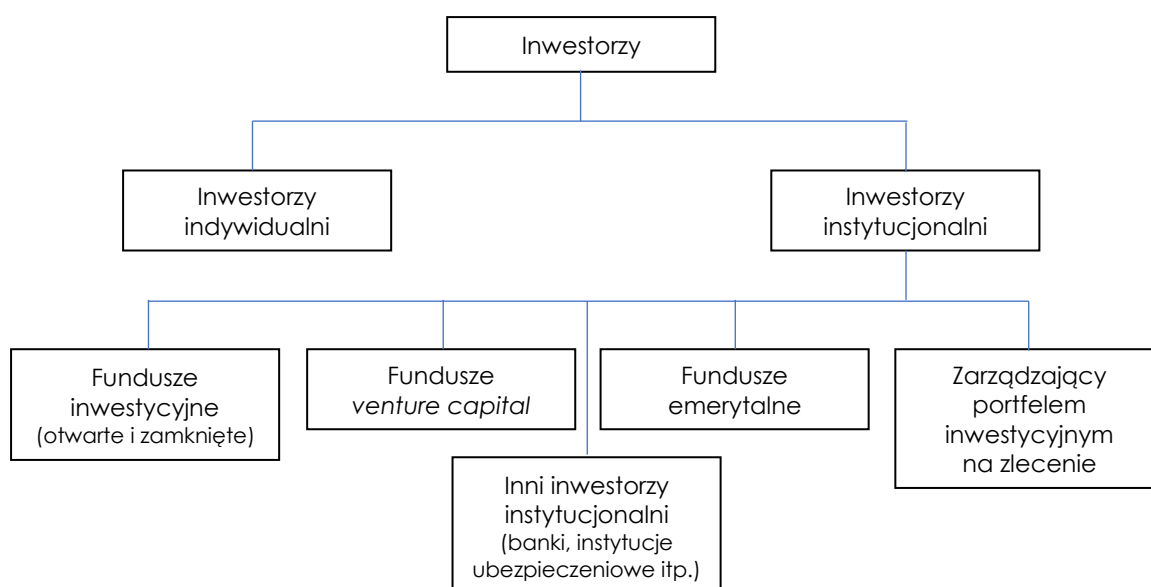 Inwestorzy
Inwestorzy
indywidualni
Inwestorzy
instytucjonalni
Fundusze
inwestycyjne
(otwarte i zamknięte)
Fundusze
venture capital
Fundusze
emerytalne
Zarządzający
portfelem
inwestycyjnym
na zlecenie
Inni inwestorzy
instytucjonalni
(banki, instytucje
ubezpieczeniowe itp.)